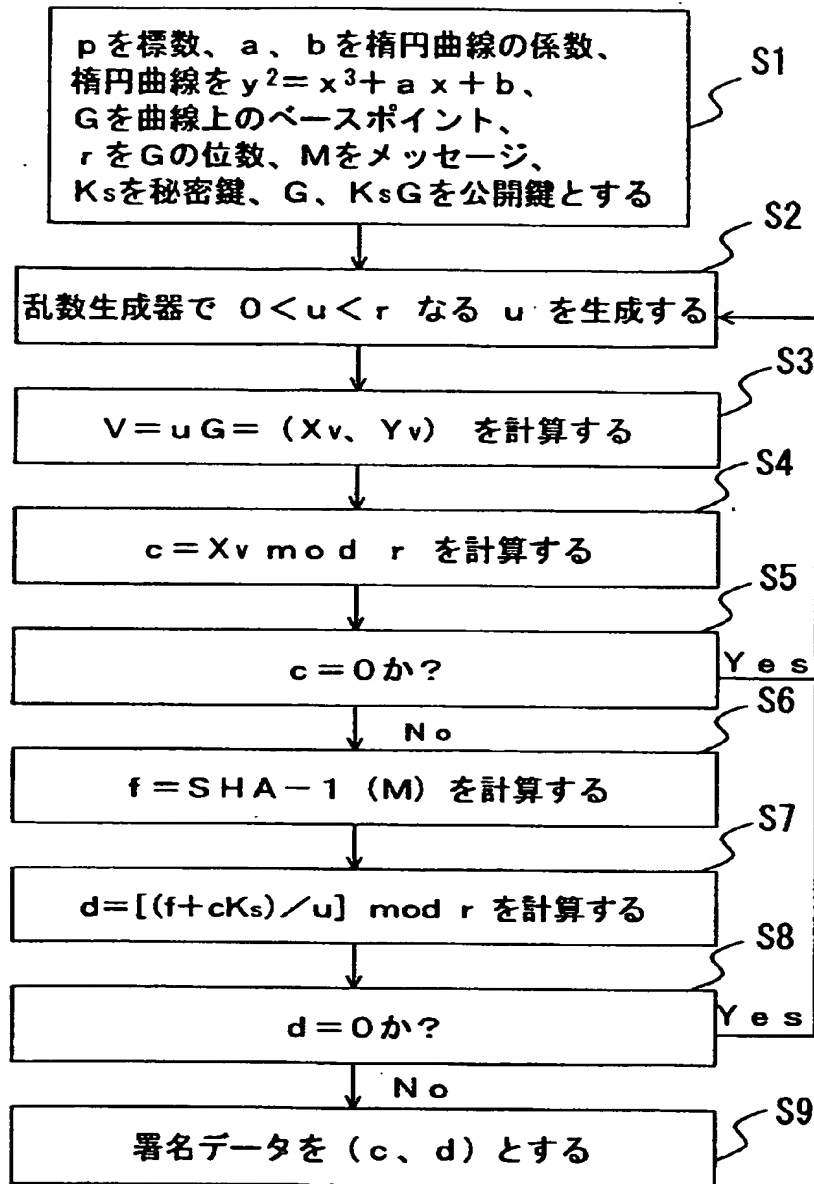 pを標数、a、bを楕円曲線の係数、
楕円曲線をy²=x³+ax+b、
Gを曲線上のベースポイント、
rをGの位数、Mをメッセージ、
Ksを秘密鍵、G、KsGを公開鍵とする
S1
S2
乱数生成器で 0<u<r なる u を生成する
S3
V=uG=(Xv、Yv) を計算する
S4
c=Xv mod r を計算する
S5
c=0か?
Yes
No
S6
f=SHA-1(M)を計算する
S7
d=[(f+cKs)/u] mod r を計算する
S8
d=0か?
Yes
No
S9
署名データを(c、d)とする